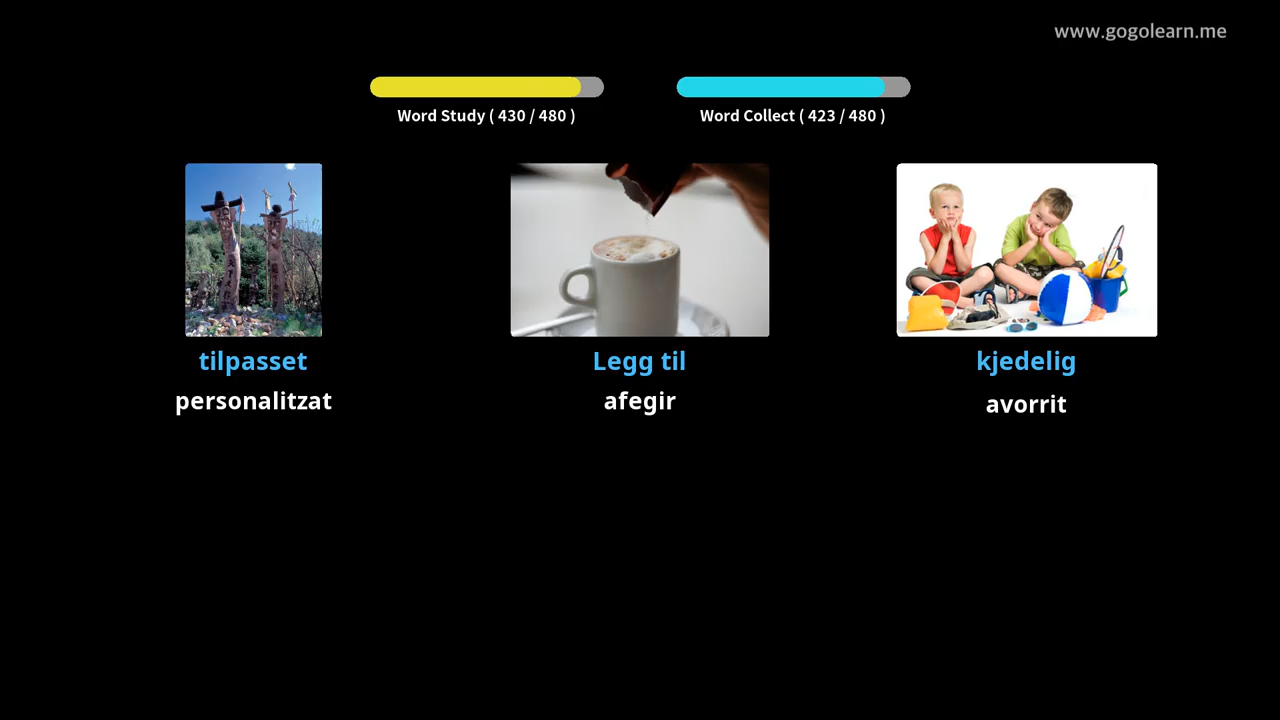 www.gogolearn.me
Word Study ( 430 / 480 )
Word Collect ( 423 / 480 )
tilpasset
personalitzat
Legg til
afegir
kjedelig
avorrit